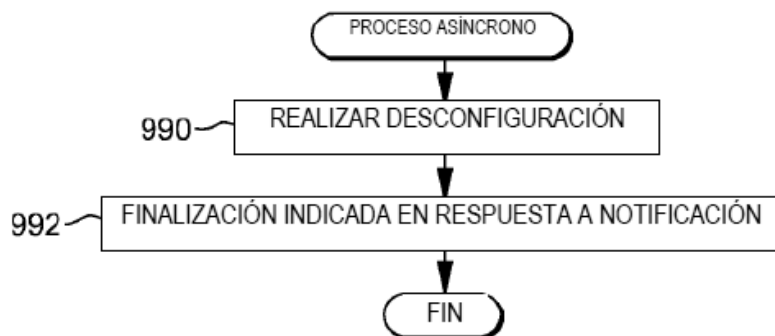 PROCESO ASÍNCRONO
990
REALIZAR DESCONFIGURACIÓN
992
FINALIZACIÓN INDICADA EN RESPUESTA A NOTIFICACIÓN
FIN